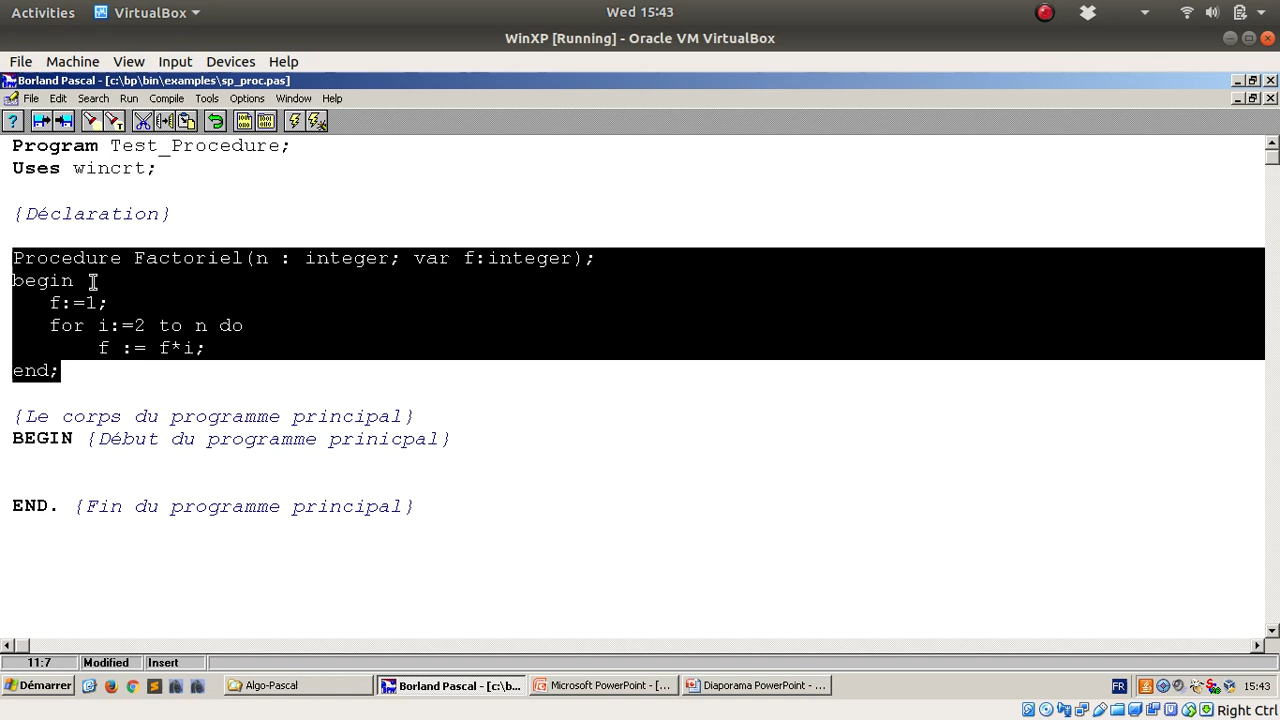 Activities VirtualBox Wed 15:43
WinXP [Running] - Oracle VM VirtualBox
File Machine View Input Devices Help
Borland Pascal - [c:\bp\bin\examples\sp_proc.pas]
File Edit Search Run Compile Tools Options Window Help
Program Test_Procedure;
Uses wincrt;
{Déclaration}
Procedure Factoriel(n : integer; var f:integer);
begin
f:=1;
for i:=2 to n do
f := f*i;
end;
{Le corps du programme principal}
BEGIN {Début du programme prinicpal}
END. {Fin du programme principal}
11:7 Modified Insert
Démarrer Algo-Pascal Borland Pascal - [c:\b... Microsoft PowerPoint - [... Diaporama PowerPoint - ... FR 15:43
Right Ctrl